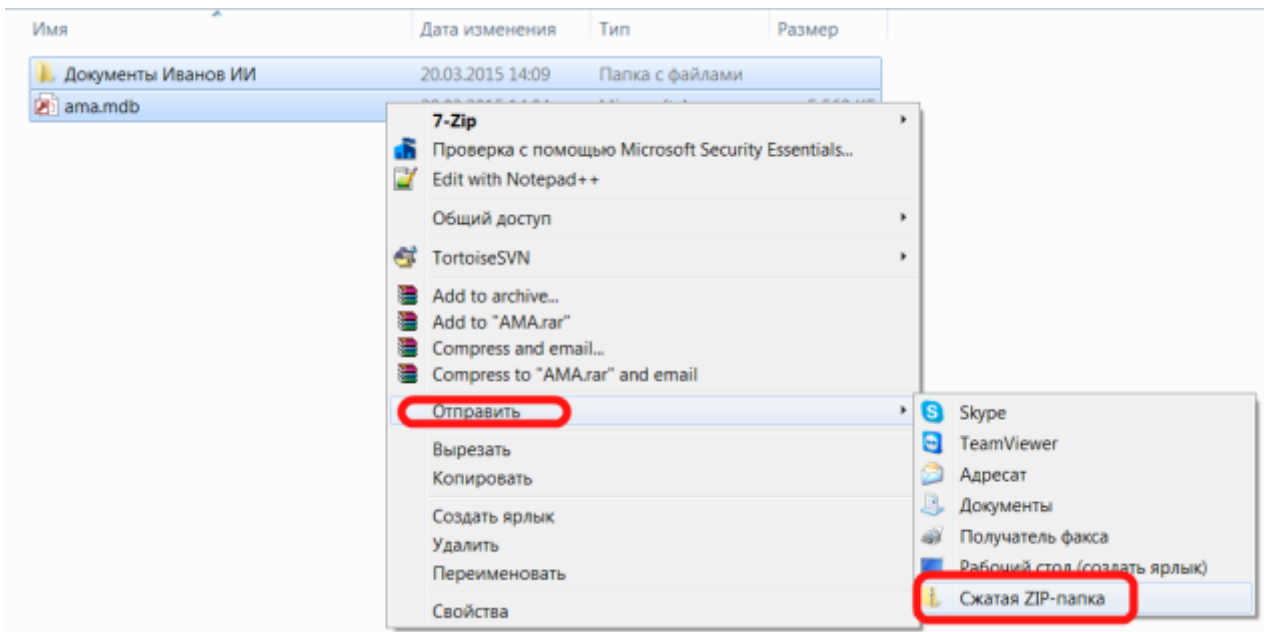 Имя Дата изменения Тип Размер
Документы Иванов ИИ 20.03.2015 14:09 Папка с файлами
ama.mdb
7-Zip
Проверка с помощью Microsoft Security Essentials...
Edit with Notepad++
Общий доступ
TortoiseSVN
Add to archive...
Add to "AMA.rar"
Compress and email...
Compress to "AMA.rar" and email
Отправить
Skype
TeamViewer
Вырезать
Адресат
Копировать
Документы
Создать ярлык
Получатель факса
Удалить
Рабочий стол (создать ярлык)
Переименовать
Сжатая ZIP-папка
Свойства